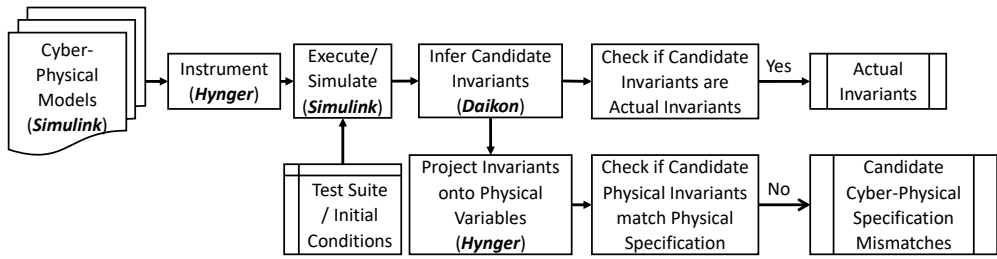 Cyber-
Physical
Models
(Simulink)
Instrument
(Hynger)
Execute/
Simulate
(Simulink)
Infer Candidate
Invariants
(Daikon)
Check if Candidate
Invariants are
Actual Invariants
Yes
Actual
Invariants
Test Suite
/ Initial
Conditions
Project Invariants
onto Physical
Variables
(Hynger)
Check if Candidate
Physical Invariants
match Physical
Specification
No
Candidate
Cyber-Physical
Specification
Mismatches